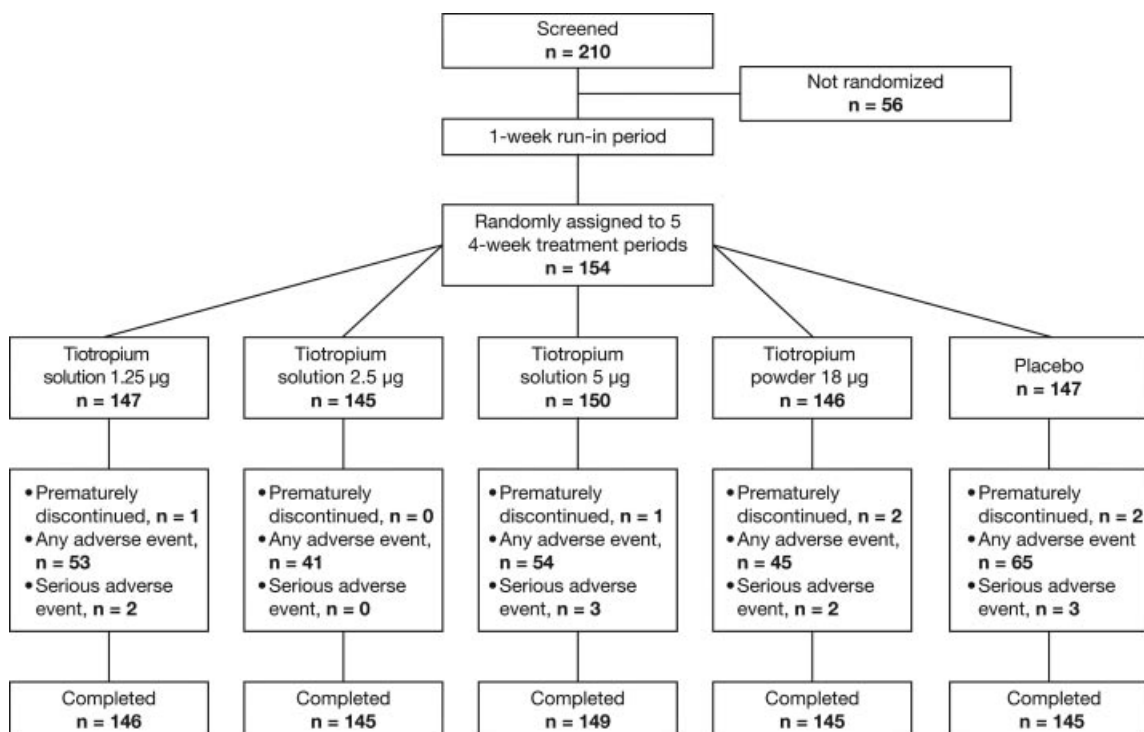 Screened
n = 210
Not randomized
n = 56
1-week run-in period
Randomly assigned to 5
4-week treatment periods
n = 154
Tiotropium
solution 1.25 µg
n = 147
Tiotropium
solution 2.5 µg
n = 145
Tiotropium
solution 5 µg
n = 150
Tiotropium
powder 18 µg
n = 146
Placebo
n = 147
• Prematurely
discontinued, n = 1
• Any adverse event,
n = 53
• Serious adverse
event, n = 2
• Prematurely
discontinued, n = 0
• Any adverse event,
n = 41
• Serious adverse
event, n = 0
• Prematurely
discontinued, n = 1
• Any adverse event,
n = 54
• Serious adverse
event, n = 3
• Prematurely
discontinued, n = 2
• Any adverse event,
n = 45
• Serious adverse
event, n = 2
• Prematurely
discontinued, n = 2
• Any adverse event
n = 65
• Serious adverse
event, n = 3
Completed
n = 146
Completed
n = 145
Completed
n = 149
Completed
n = 145
Completed
n = 145